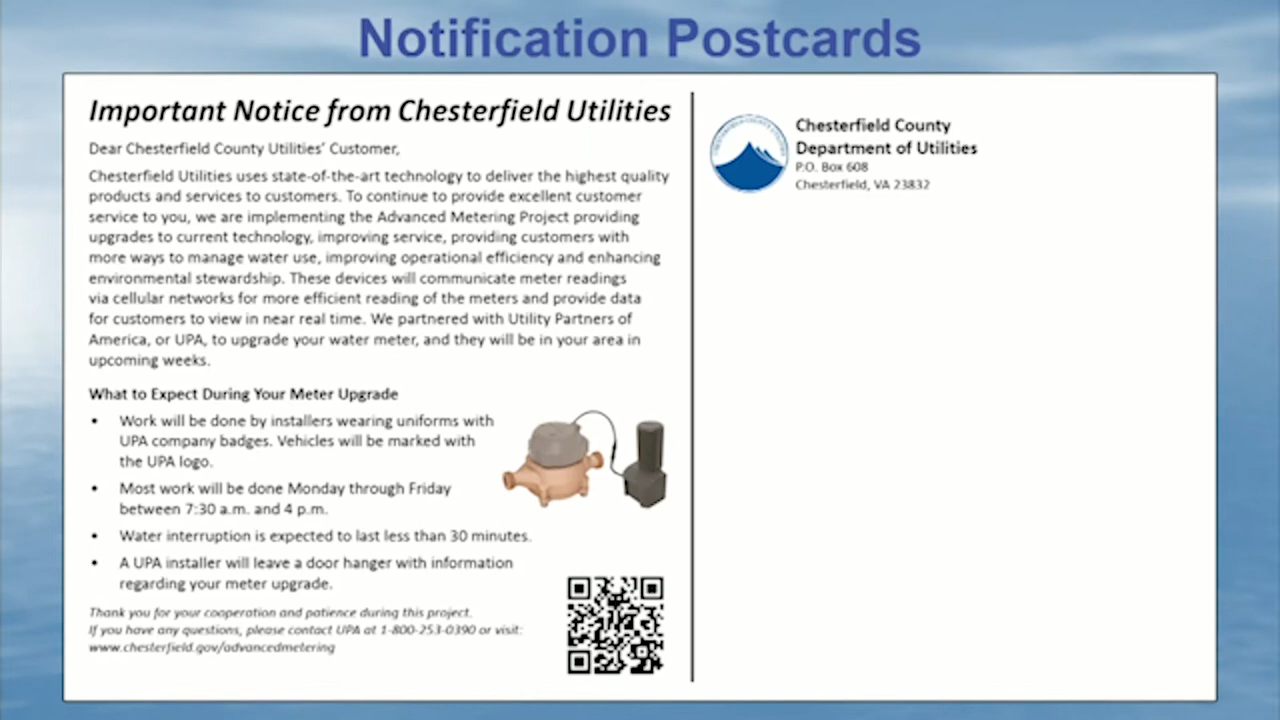 Notification Postcards
Important Notice from Chesterfield Utilities
Dear Chesterfield County Utilities' Customer,
Chesterfield Utilities uses state-of-the-art technology to deliver the highest quality
products and services to customers. To continue to provide excellent customer
service to you, we are implementing the Advanced Metering Project providing
upgrades to current technology, improving service, providing customers with
more ways to manage water use, improving operational efficiency and enhancing
environmental stewardship. These devices will communicate meter readings
via cellular networks for more efficient reading of the meters and provide data
for customers to view in near real time. We partnered with Utility Partners of
America, or UPA, to upgrade your water meter, and they will be in your area in
upcoming weeks.
What to Expect During Your Meter Upgrade
• Work will be done by installers wearing uniforms with
UPA company badges. Vehicles will be marked with
the UPA logo.
• Most work will be done Monday through Friday
between 7:30 a.m. and 4 p.m.
• Water interruption is expected to last less than 30 minutes.
• A UPA installer will leave a door hanger with information
regarding your meter upgrade.
Thank you for your cooperation and patience during this project.
If you have any questions, please contact UPA at 1-800-253-0390 or visit:
www.chesterfield.gov/advancedmetering
Chesterfield County
Department of Utilities
P.O. Box 608
Chesterfield, VA 23832